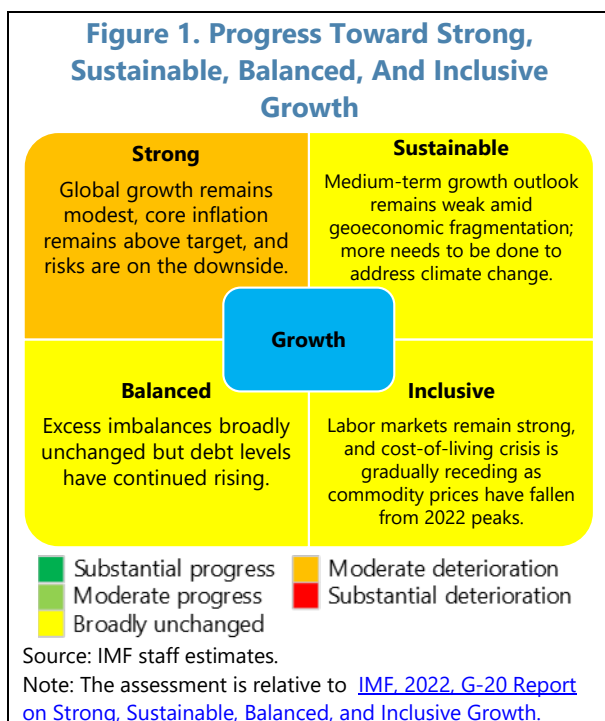 Figure 1. Progress Toward Strong,
Sustainable, Balanced, And Inclusive
Growth
Strong
Global growth remains
modest, core inflation
remains above target, and
risks are on the downside.
Sustainable
Medium-term growth outlook
remains weak amid
geoeconomic fragmentation;
more needs to be done to
address climate change.
Growth
Balanced
Excess imbalances broadly
unchanged but debt levels
have continued rising.
Inclusive
Labor markets remain strong,
and cost-of-living crisis is
gradually receding as
commodity prices have fallen
from 2022 peaks.
Substantial progress
Moderate progress
Broadly unchanged
Moderate deterioration
Substantial deterioration
Source: IMF staff estimates.
Note: The assessment is relative to IMF, 2022, G-20 Report
on Strong, Sustainable, Balanced, and Inclusive Growth.